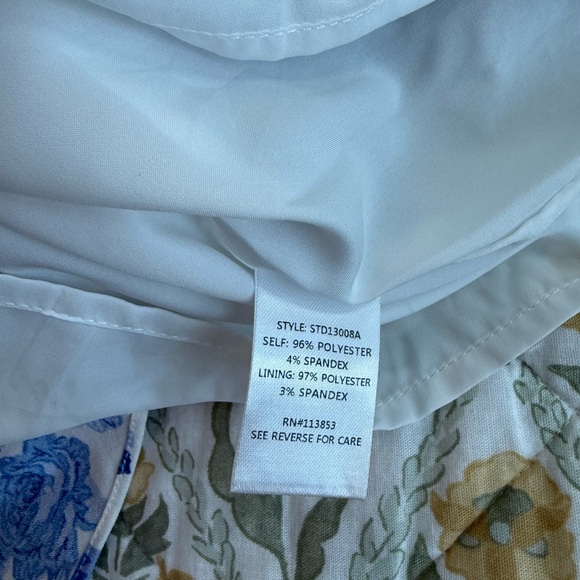 STYLE: STD13008A
SELF: 96% POLYESTER
4% SPANDEX
LINING: 97% POLYESTER
3% SPANDEX
RN#113853
SEE REVERSE FOR CARE